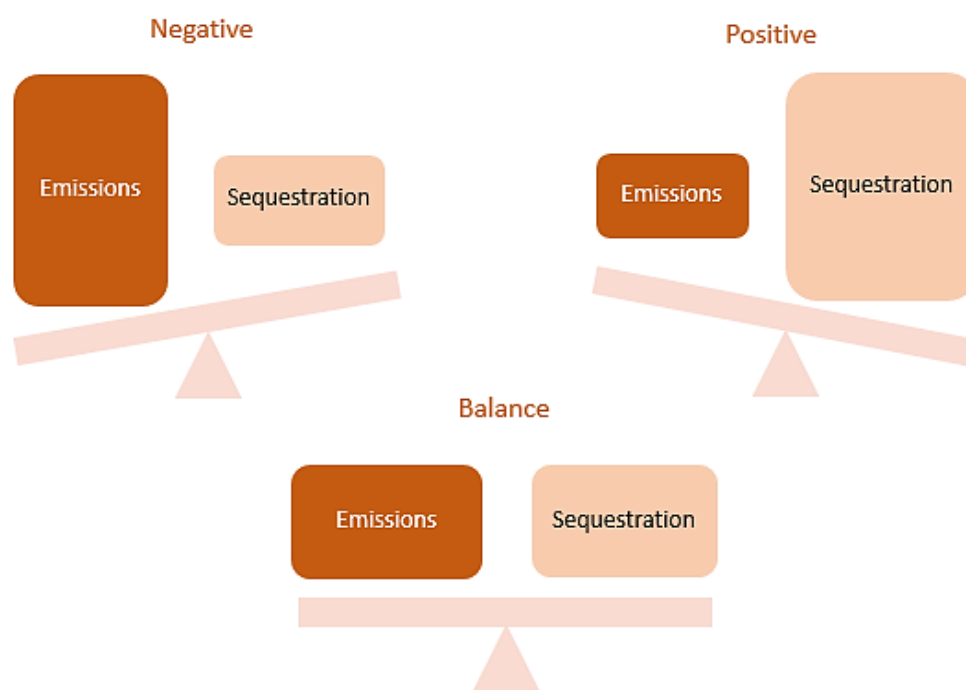 Negative
Positive
Emissions
Sequestration
Emissions
Sequestration
Balance
Emissions
Sequestration